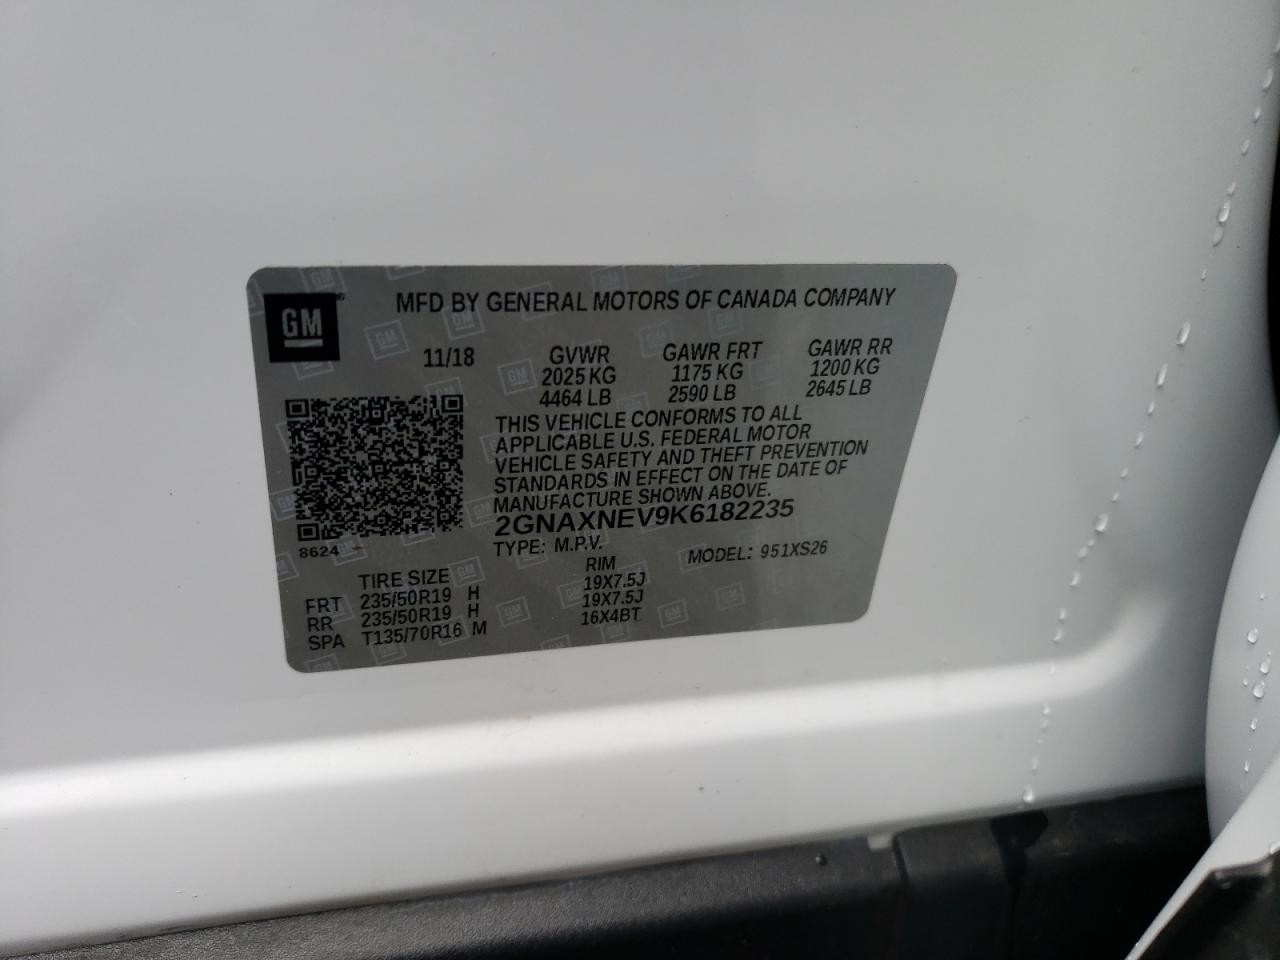 GM
MFD BY GENERAL MOTORS OF CANADA COMPANY
11/18 GVWR GAWR FRT GAWR RR
2025 KG 1175 KG 1200 KG
4464 LB 2590 LB 2645 LB
THIS VEHICLE CONFORMS TO ALL
APPLICABLE U.S. FEDERAL MOTOR
VEHICLE SAFETY AND THEFT PREVENTION
STANDARDS IN EFFECT ON THE DATE OF
MANUFACTURE SHOWN ABOVE.
2GNAXNEV9K6182235
8624
TYPE: M.P.V. MODEL: 951XS26
TIRE SIZE RIM
FRT 235/50R19 H 19X7.5J
RR 235/50R19 H 19X7.5J
SPA T135/70R16 M 16X4BT